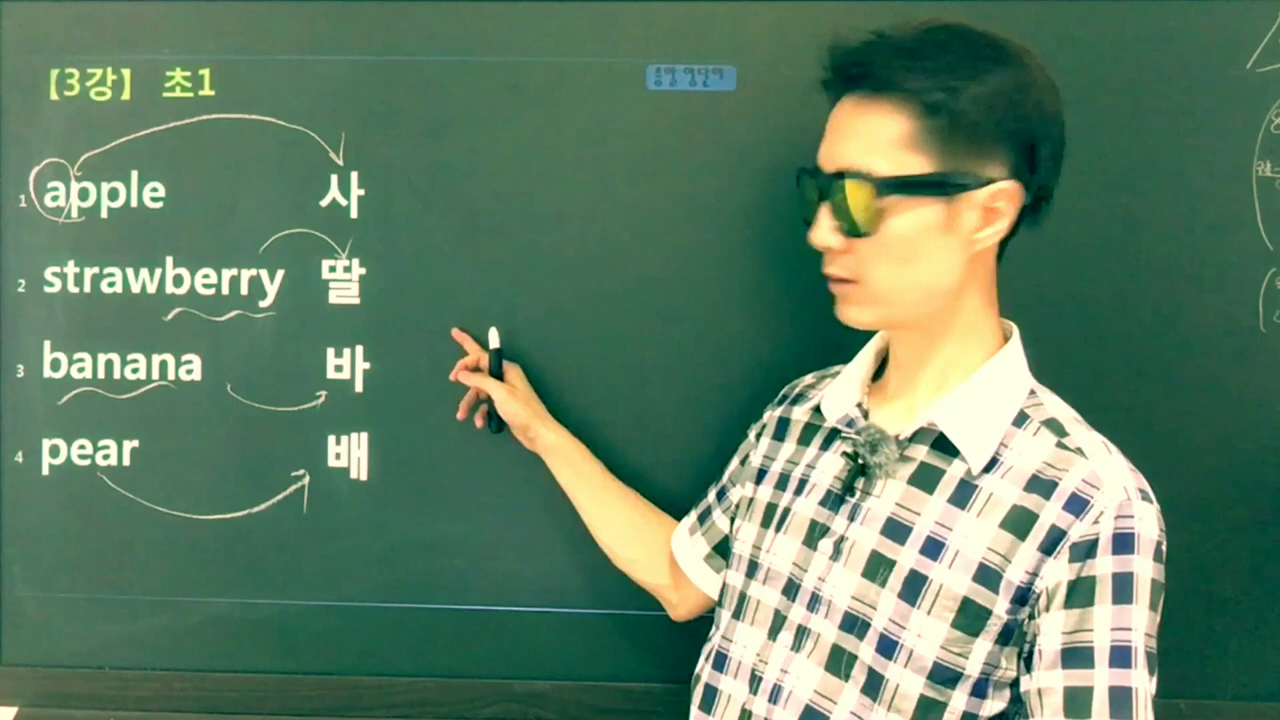 【3강】 초1
1 apple 사
2 strawberry 딸
3 banana 바
4 pear 배